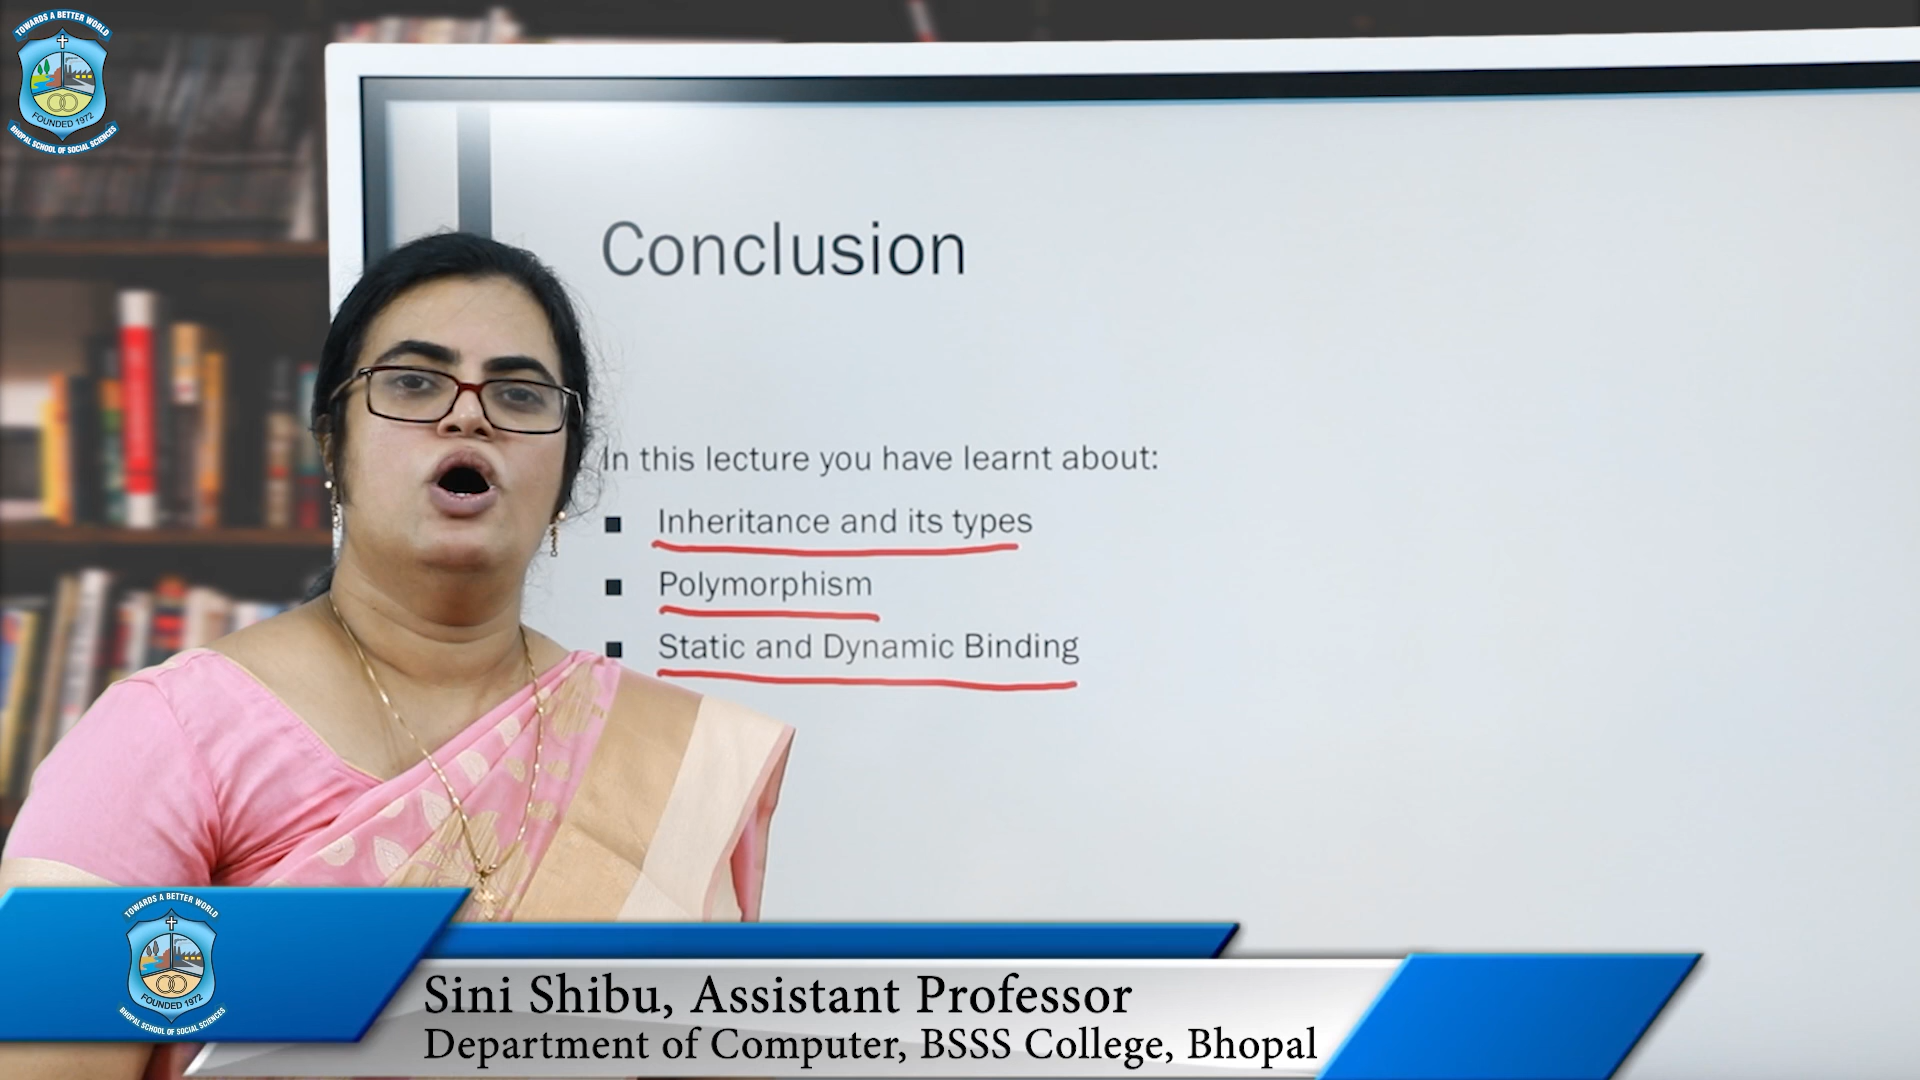 TOWARDS A BETTER WORLD
FOUNDED 1972
BHOPAL SCHOOL OF SOCIAL SCIENCES
Conclusion
In this lecture you have learnt about:
■ Inheritance and its types
■ Polymorphism
■ Static and Dynamic Binding
TOWARDS A BETTER WORLD
FOUNDED 1972
BHOPAL SCHOOL OF SOCIAL SCIENCES
Sini Shibu, Assistant Professor
Department of Computer, BSSS College, Bhopal